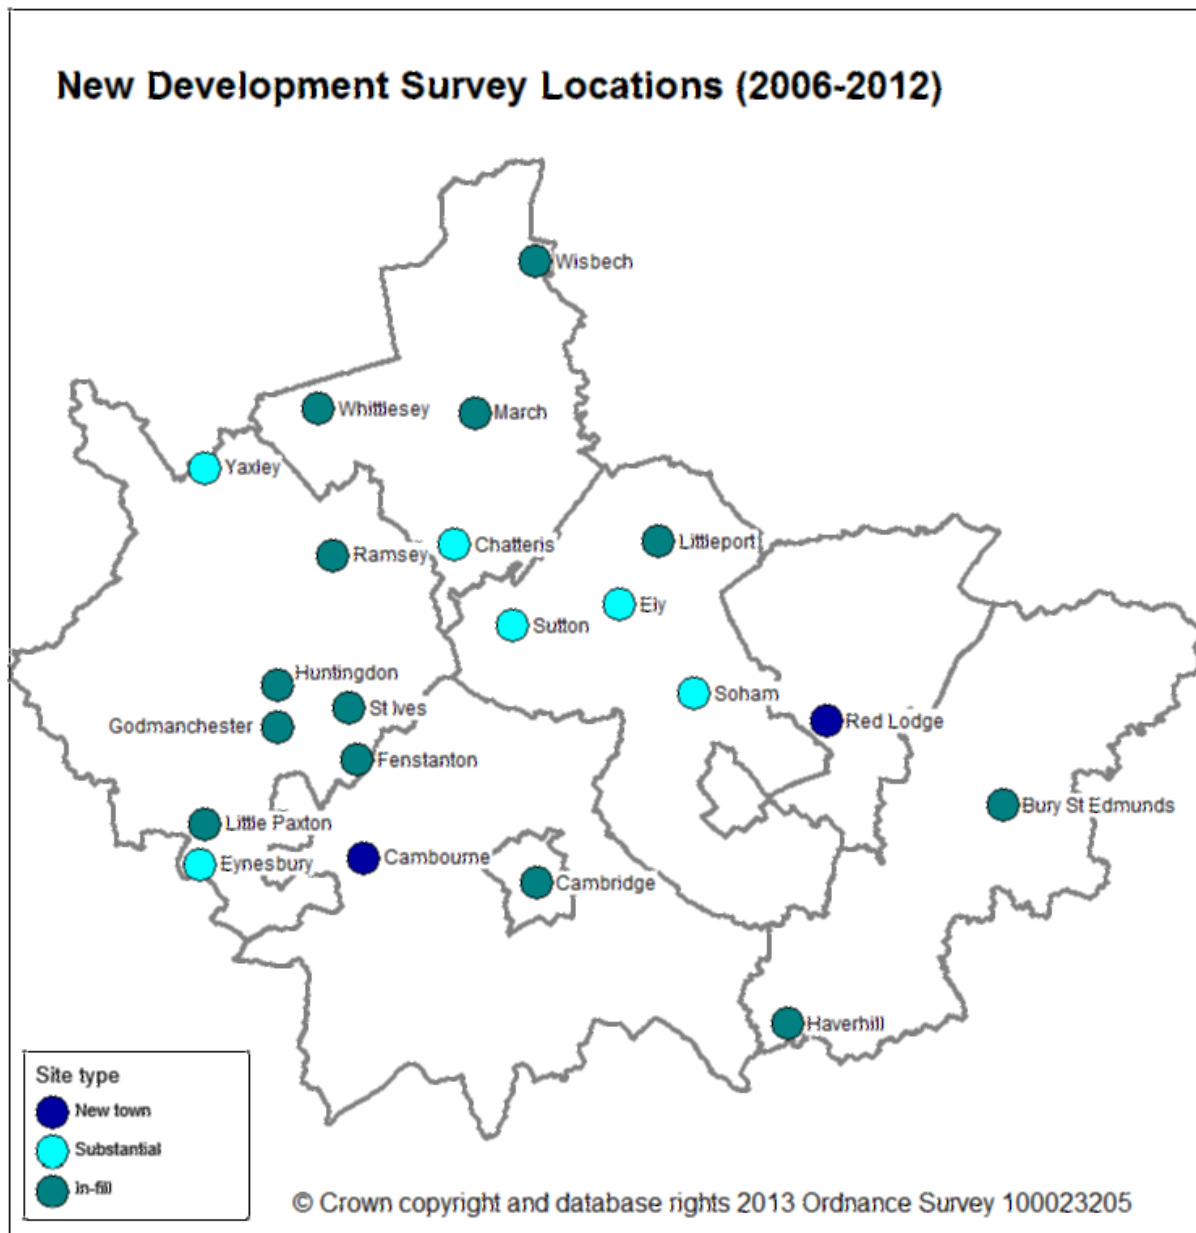 New Development Survey Locations (2006-2012)
Wisbech
Whittlesey
March
Yaxley
Chatteris
Littleport
Ramsey
Ely
Sutton
Huntingdon
Soham
St Ives
Red Lodge
Godmanchester
Fenstanton
Bury St Edmunds
Little Paxton
Cambourne
Eynesbury
Cambridge
Haverhill
Site type
New town
Substantial
In-fill
© Crown copyright and database rights 2013 Ordnance Survey 100023205